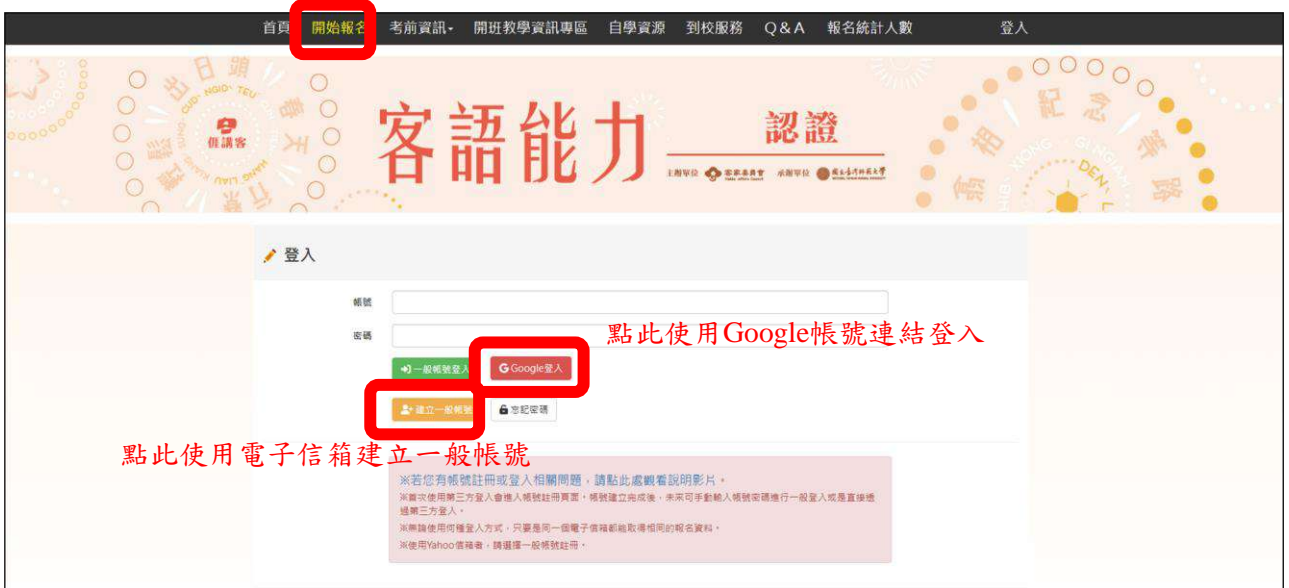 首頁 開始報名 考前資訊 開班教學資訊專區 自學資源 到校服務 Q&A 報名統計人數 登入
客語能力 認證
𠊎講客
主辦單位 客家委員會 承辦單位 國立臺灣師範大學
登入
帳號
密碼
點此使用Google帳號連結登入
一般帳號登入 Google登入
建立一般帳號 忘記密碼
點此使用電子信箱建立一般帳號
※若您有帳號註冊或登入相關問題,請點此處觀看說明影片。
※首次使用第三方登入會進入帳號註冊頁面,帳號建立完成後,未來可手動輸入帳號密碼進行一般登入或是直接透
過第三方登入。
※無論使用何種登入方式,只要是同一個電子信箱都能取得相同的報名資料。
※使用Yahoo信箱者,請選擇一般帳號註冊。